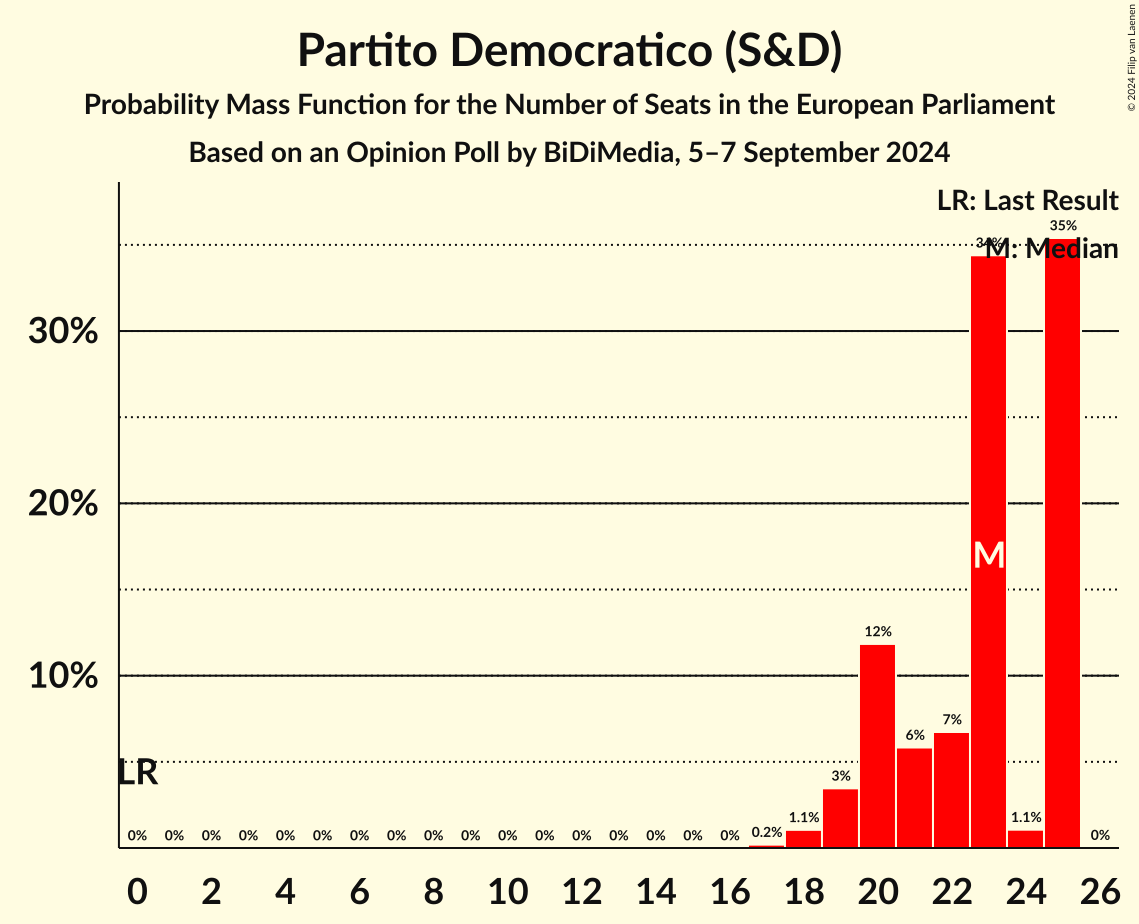 Partito Democratico (S&D)
Probability Mass Function for the Number of Seats in the European Parliament
Based on an Opinion Poll by BiDiMedia, 5–7 September 2024
© 2024 Filip van Laenen
LR: Last Result
M: Median
35%
34%
30%
20%
10%
M
LR
12%
7%
6%
3%
1.1%
1.1%
0.2%
0% 0% 0% 0% 0% 0% 0% 0% 0% 0% 0% 0% 0% 0% 0% 0% 0% 0%
0 2 4 6 8 10 12 14 16 18 20 22 24 26